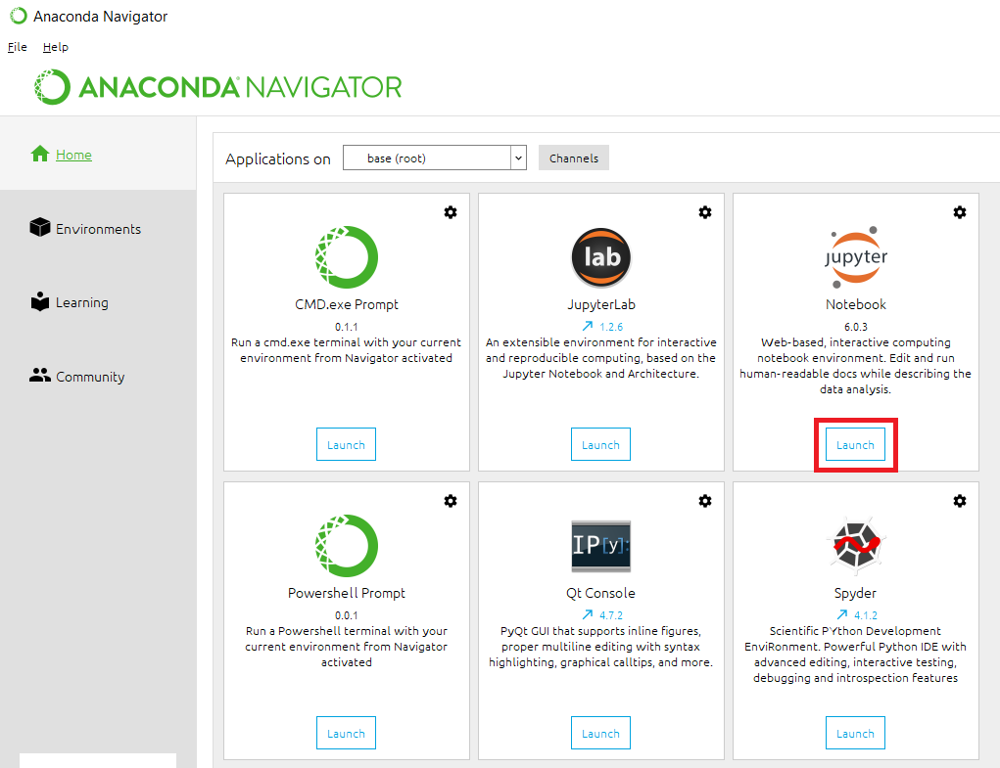 Anaconda Navigator
File Help
ANACONDA NAVIGATOR
Home
Environments
Learning
Community
Applications on base (root) Channels
CMD.exe Prompt
0.1.1
Run a cmd.exe terminal with your current
environment from Navigator activated
Launch
lab
JupyterLab
1.2.6
An extensible environment for interactive
and reproducible computing, based on the
Jupyter Notebook and Architecture.
Launch
jupyter
Notebook
6.0.3
Web-based, interactive computing
notebook environment. Edit and run
human-readable docs while describing the
data analysis.
Launch
Powershell Prompt
0.0.1
Run a Powershell terminal with your
current environment from Navigator
activated
Launch
IP[y]:
Qt Console
4.7.2
PyQt GUI that supports inline figures,
proper multiline editing with syntax
highlighting, graphical calltips, and more.
Launch
Spyder
4.1.2
Scientific PYthon Development
EnviRonment. Powerful Python IDE with
advanced editing, interactive testing,
debugging and introspection features
Launch